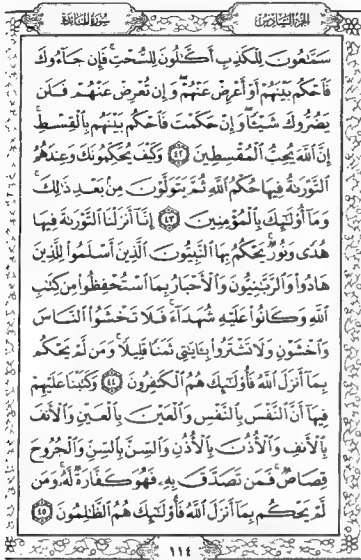 الجزء السادس
سورة المائدة
سَمَّٰعُونَ لِلْكَذِبِ أَكَّٰلُونَ لِلسُّحْتِ ۚ فَإِن جَآءُوكَ
فَٱحْكُم بَيْنَهُمْ أَوْ أَعْرِضْ عَنْهُمْ ۖ وَإِن تُعْرِضْ عَنْهُمْ فَلَن
يَضُرُّوكَ شَيْـًٔا ۖ وَإِنْ حَكَمْتَ فَٱحْكُم بَيْنَهُم بِٱلْقِسْطِ ۚ
إِنَّ ٱللَّهَ يُحِبُّ ٱلْمُقْسِطِينَ ٤٢ وَكَيْفَ يُحَكِّمُونَكَ وَعِندَهُمُ
ٱلتَّوْرَىٰةُ فِيهَا حُكْمُ ٱللَّهِ ثُمَّ يَتَوَلَّوْنَ مِنۢ بَعْدِ ذَٰلِكَ ۚ
وَمَآ أُو۟لَٰٓئِكَ بِٱلْمُؤْمِنِينَ ٤٣ إِنَّآ أَنزَلْنَا ٱلتَّوْرَىٰةَ فِيهَا
هُدًى وَنُورٌ ۚ يَحْكُمُ بِهَا ٱلنَّبِيُّونَ ٱلَّذِينَ أَسْلَمُوا۟ لِلَّذِينَ
هَادُوا۟ وَٱلرَّبَّٰنِيُّونَ وَٱلْأَحْبَارُ بِمَا ٱسْتُحْفِظُوا۟ مِن كِتَٰبِ
ٱللَّهِ وَكَانُوا۟ عَلَيْهِ شُهَدَآءَ ۚ فَلَا تَخْشَوُا۟ ٱلنَّاسَ
وَٱخْشَوْنِ وَلَا تَشْتَرُوا۟ بِـَٔايَٰتِى ثَمَنًا قَلِيلًا ۚ وَمَن لَّمْ يَحْكُم
بِمَآ أَنزَلَ ٱللَّهُ فَأُو۟لَٰٓئِكَ هُمُ ٱلْكَٰفِرُونَ ٤٤ وَكَتَبْنَا عَلَيْهِمْ
فِيهَآ أَنَّ ٱلنَّفْسَ بِٱلنَّفْسِ وَٱلْعَيْنَ بِٱلْعَيْنِ وَٱلْأَنفَ
بِٱلْأَنفِ وَٱلْأُذُنَ بِٱلْأُذُنِ وَٱلسِّنَّ بِٱلسِّنِّ وَٱلْجُرُوحَ
قِصَاصٌ ۚ فَمَن تَصَدَّقَ بِهِۦ فَهُوَ كَفَّارَةٌ لَّهُۥ ۚ وَمَن
لَّمْ يَحْكُم بِمَآ أَنزَلَ ٱللَّهُ فَأُو۟لَٰٓئِكَ هُمُ ٱلظَّٰلِمُونَ ٤٥
١١٤